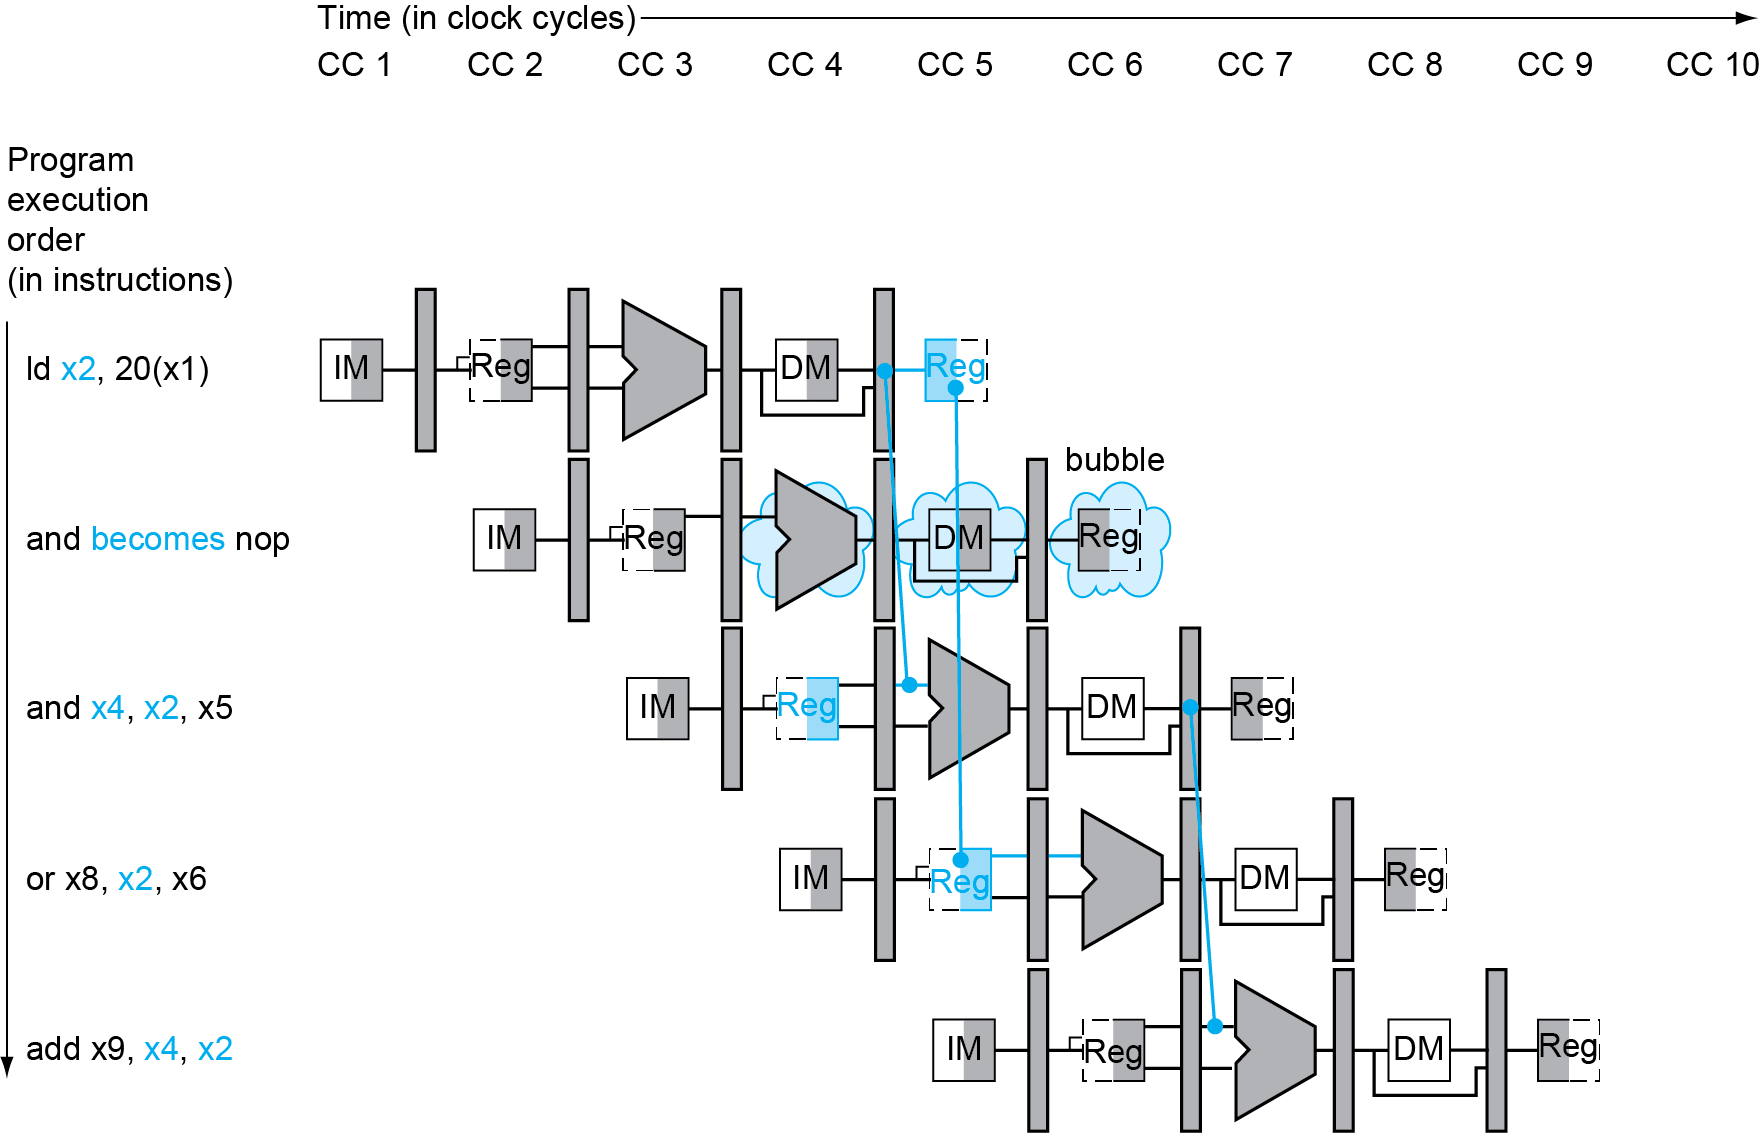 Time (in clock cycles)
CC 1 CC 2 CC 3 CC 4 CC 5 CC 6 CC 7 CC 8 CC 9 CC 10
Program
execution
order
(in instructions)
ld x2, 20(x1)
IM Reg DM Reg
bubble
and becomes nop
IM Reg DM Reg
and x4, x2, x5
IM Reg DM Reg
or x8, x2, x6
IM Reg DM Reg
add x9, x4, x2
IM Reg DM Reg